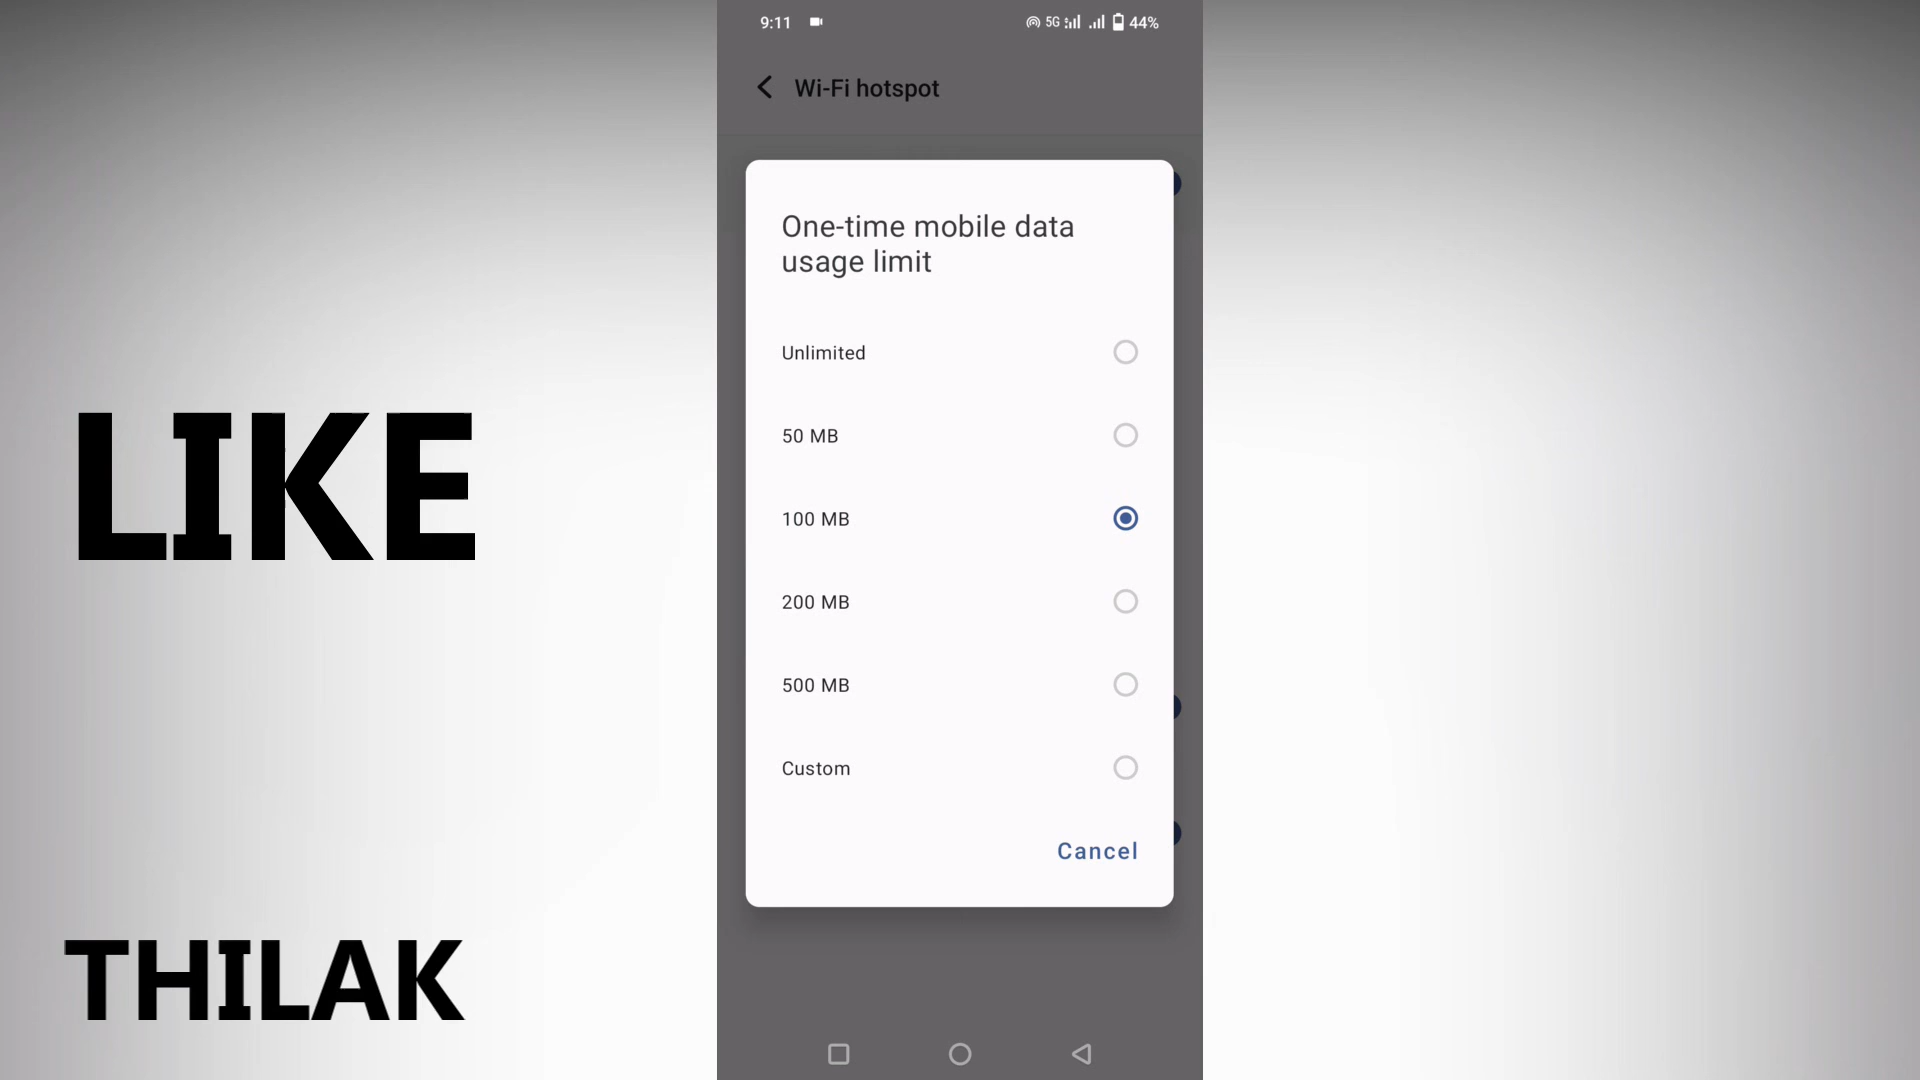 9:11
5G
44%
Wi-Fi hotspot
One-time mobile data
usage limit
Unlimited
50 MB
100 MB
200 MB
500 MB
Custom
Cancel
LIKE
THILAK